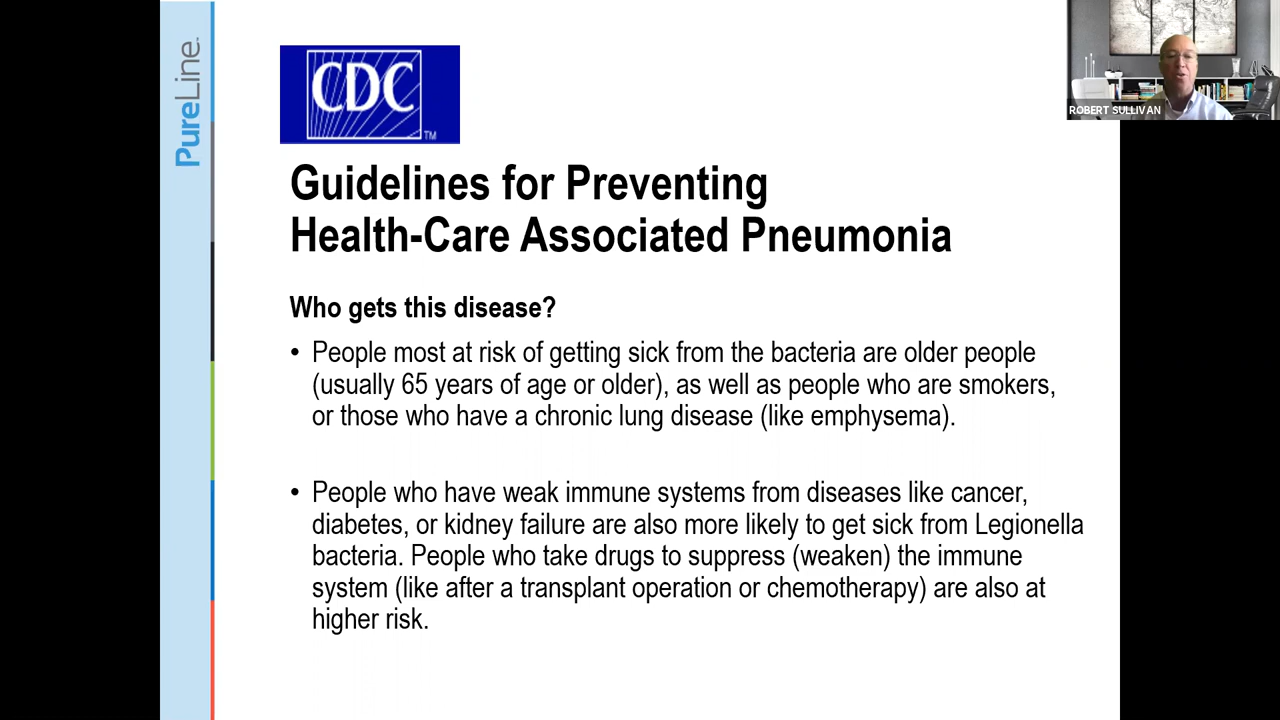 PureLine
CDC
TM
ROBERT SULLIVAN
Guidelines for Preventing
Health-Care Associated Pneumonia
Who gets this disease?
• People most at risk of getting sick from the bacteria are older people
(usually 65 years of age or older), as well as people who are smokers,
or those who have a chronic lung disease (like emphysema).
• People who have weak immune systems from diseases like cancer,
diabetes, or kidney failure are also more likely to get sick from Legionella
bacteria. People who take drugs to suppress (weaken) the immune
system (like after a transplant operation or chemotherapy) are also at
higher risk.